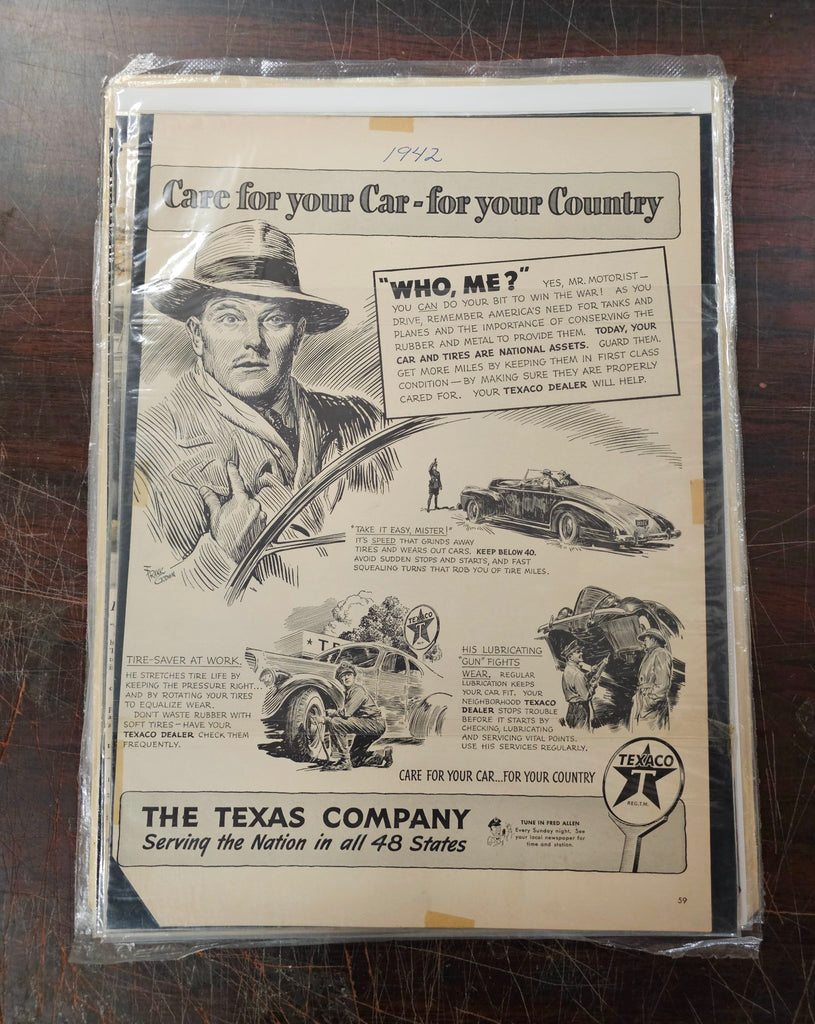 1942
Care for your Car - for your Country
"WHO, ME?" YES, MR. MOTORIST—
YOU CAN DO YOUR BIT TO WIN THE WAR! AS YOU
DRIVE, REMEMBER AMERICA'S NEED FOR TANKS AND
PLANES AND THE IMPORTANCE OF CONSERVING THE
RUBBER AND METAL TO PROVIDE THEM. TODAY, YOUR
CAR AND TIRES ARE NATIONAL ASSETS. GUARD THEM.
GET MORE MILES BY KEEPING THEM IN FIRST CLASS
CONDITION — BY MAKING SURE THEY ARE PROPERLY
CARED FOR. YOUR TEXACO DEALER WILL HELP.
"TAKE IT EASY, MISTER!"
IT'S SPEED THAT GRINDS AWAY
TIRES AND WEARS OUT CARS. KEEP BELOW 40.
AVOID SUDDEN STOPS AND STARTS, AND FAST
SQUEALING TURNS THAT ROB YOU OF TIRE MILES.
TEXACO
T
TE
TIRE-SAVER AT WORK.
HE STRETCHES TIRE LIFE BY
KEEPING THE PRESSURE RIGHT...
AND BY ROTATING YOUR TIRES
TO EQUALIZE WEAR.
DON'T WASTE RUBBER WITH
SOFT TIRES — HAVE YOUR
TEXACO DEALER CHECK THEM
FREQUENTLY.
HIS LUBRICATING
"GUN" FIGHTS
WEAR. REGULAR
LUBRICATION KEEPS
YOUR CAR FIT. YOUR
NEIGHBORHOOD TEXACO
DEALER STOPS TROUBLE
BEFORE IT STARTS BY
CHECKING, LUBRICATING
AND SERVICING VITAL POINTS.
USE HIS SERVICES REGULARLY.
CARE FOR YOUR CAR...FOR YOUR COUNTRY
TEXACO
T
REG.T.M.
THE TEXAS COMPANY
Serving the Nation in all 48 States
TUNE IN FRED ALLEN
Every Sunday night. See
your local newspaper for
time and station.
59